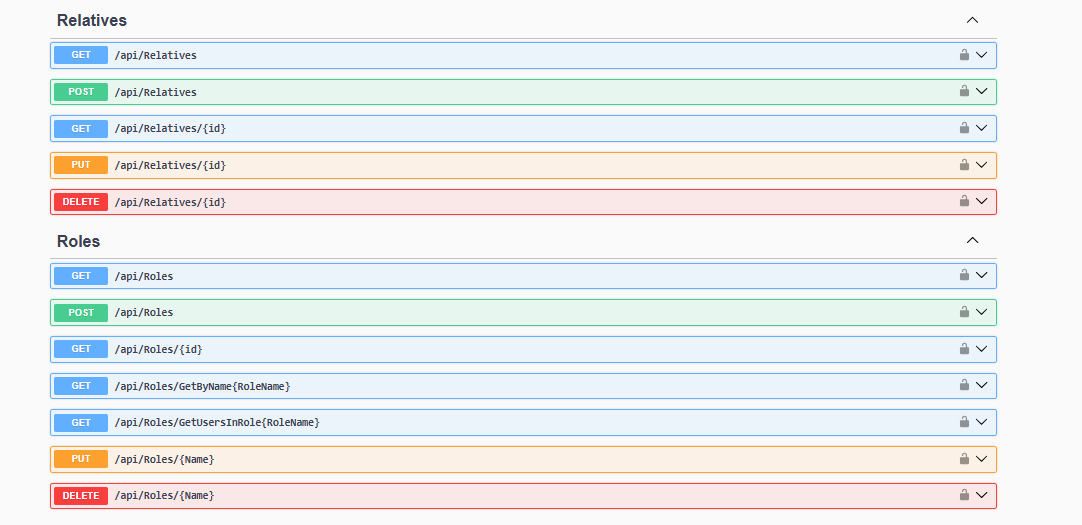 Relatives
GET /api/Relatives
POST /api/Relatives
GET /api/Relatives/{id}
PUT /api/Relatives/{id}
DELETE /api/Relatives/{id}
Roles
GET /api/Roles
POST /api/Roles
GET /api/Roles/{id}
GET /api/Roles/GetByName{RoleName}
GET /api/Roles/GetUsersInRole{RoleName}
PUT /api/Roles/{Name}
DELETE /api/Roles/{Name}